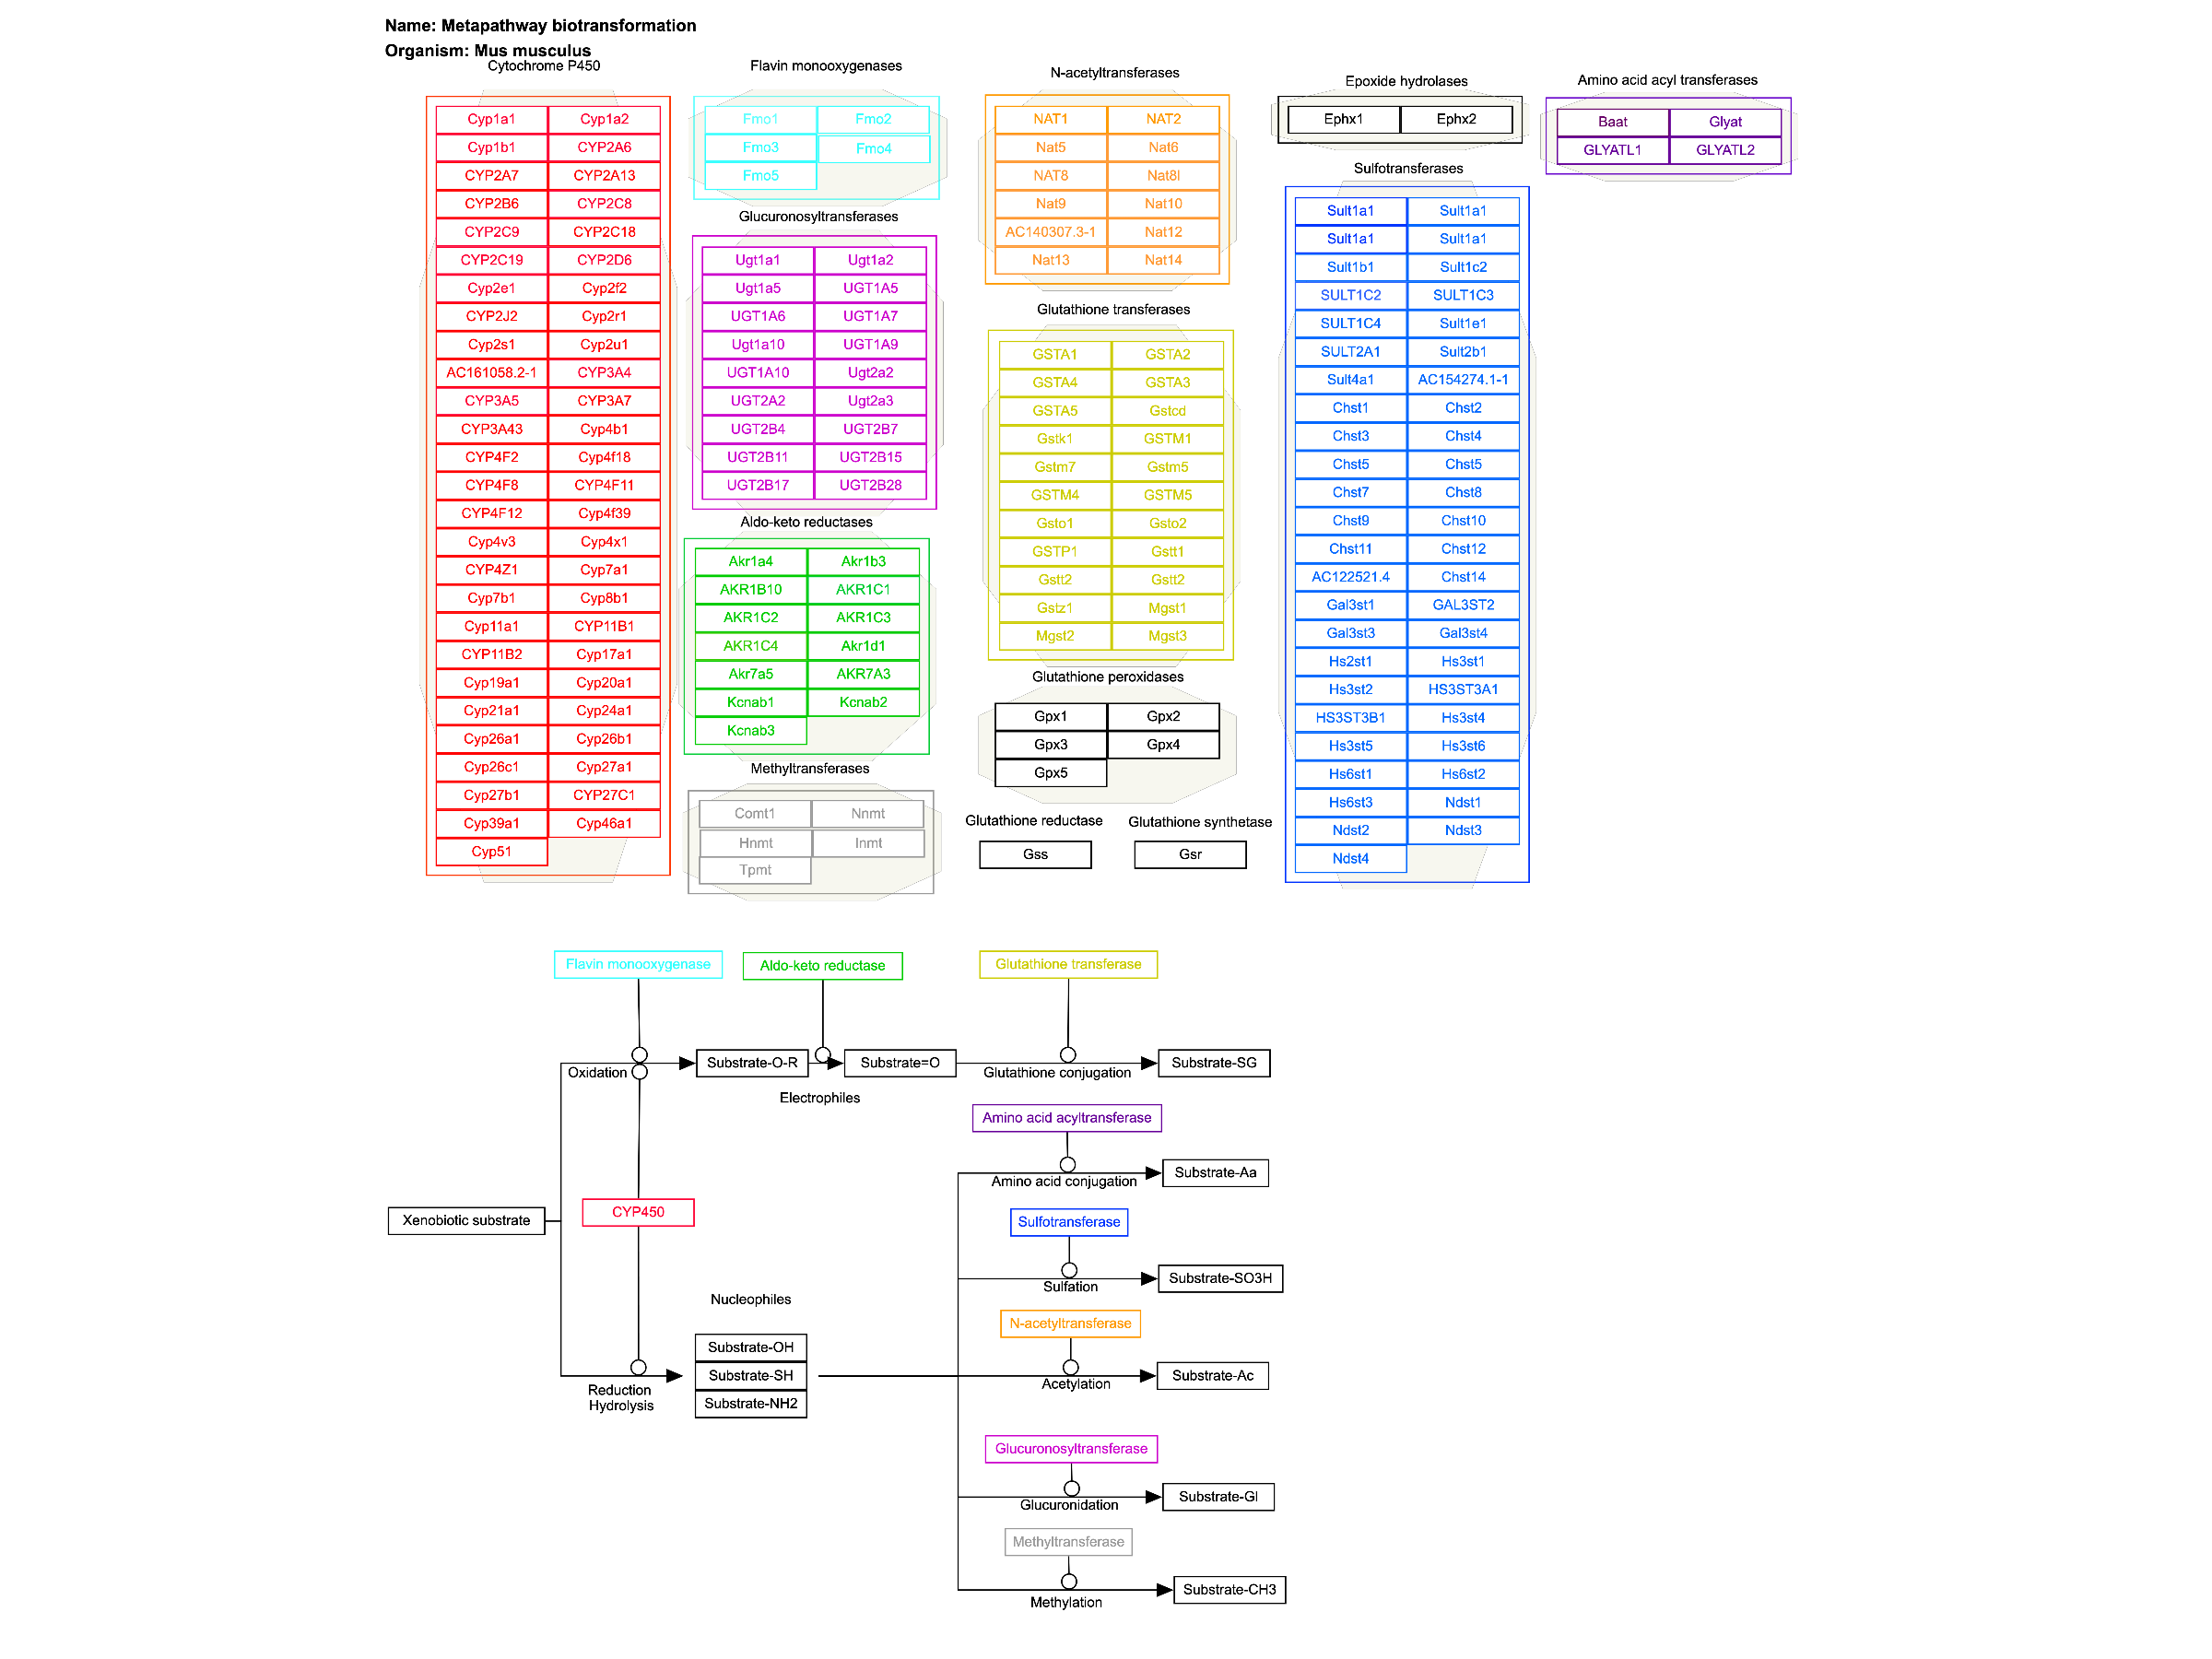 Name: Metapathway biotransformation
Organism: Mus musculus
Cytochrome P450
Cyp1a1 Cyp1a2
Cyp1b1 CYP2A6
CYP2A7 CYP2A13
CYP2B6 CYP2C8
CYP2C9 CYP2C18
CYP2C19 CYP2D6
Cyp2e1 Cyp2f2
CYP2J2 Cyp2r1
Cyp2s1 Cyp2u1
AC161058.2-1 CYP3A4
CYP3A5 CYP3A7
CYP3A43 Cyp4b1
CYP4F2 Cyp4f18
CYP4F8 CYP4F11
CYP4F12 Cyp4f39
Cyp4v3 Cyp4x1
CYP4Z1 Cyp7a1
Cyp7b1 Cyp8b1
Cyp11a1 CYP11B1
CYP11B2 Cyp17a1
Cyp19a1 Cyp20a1
Cyp21a1 Cyp24a1
Cyp26a1 Cyp26b1
Cyp26c1 Cyp27a1
Cyp27b1 CYP27C1
Cyp39a1 Cyp46a1
Cyp51
Flavin monooxygenases
Fmo1 Fmo2
Fmo3 Fmo4
Fmo5
Glucuronosyltransferases
Ugt1a1 Ugt1a2
Ugt1a5 UGT1A5
UGT1A6 UGT1A7
Ugt1a10 UGT1A9
UGT1A10 Ugt2a2
UGT2A2 Ugt2a3
UGT2B4 UGT2B7
UGT2B11 UGT2B15
UGT2B17 UGT2B28
Aldo-keto reductases
Akr1a4 Akr1b3
AKR1B10 AKR1C1
AKR1C2 AKR1C3
AKR1C4 Akr1d1
Akr7a5 AKR7A3
Kcnab1 Kcnab2
Kcnab3
Methyltransferases
Comt1 Nnmt
Hnmt Inmt
Tpmt
N-acetyltransferases
NAT1 NAT2
Nat5 Nat6
NAT8 Nat8l
Nat9 Nat10
AC140307.3-1 Nat12
Nat13 Nat14
Glutathione transferases
GSTA1 GSTA2
GSTA4 GSTA3
GSTA5 Gstcd
Gstk1 GSTM1
Gstm7 Gstm5
GSTM4 GSTM5
Gsto1 Gsto2
GSTP1 Gstt1
Gstt2 Gstt2
Gstz1 Mgst1
Mgst2 Mgst3
Glutathione peroxidases
Gpx1 Gpx2
Gpx3 Gpx4
Gpx5
Glutathione reductase Glutathione synthetase
Gss Gsr
Epoxide hydrolases
Ephx1 Ephx2
Sulfotransferases
Sult1a1 Sult1a1
Sult1a1 Sult1a1
Sult1b1 Sult1c2
SULT1C2 SULT1C3
SULT1C4 Sult1e1
SULT2A1 Sult2b1
Sult4a1 AC154274.1-1
Chst1 Chst2
Chst3 Chst4
Chst5 Chst5
Chst7 Chst8
Chst9 Chst10
Chst11 Chst12
AC122521.4 Chst14
Gal3st1 GAL3ST2
Gal3st3 Gal3st4
Hs2st1 Hs3st1
Hs3st2 HS3ST3A1
HS3ST3B1 Hs3st4
Hs3st5 Hs3st6
Hs6st1 Hs6st2
Hs6st3 Ndst1
Ndst2 Ndst3
Ndst4
Amino acid acyl transferases
Baat Glyat
GLYATL1 GLYATL2
Flavin monooxygenase Aldo-keto reductase Glutathione transferase
Substrate-O-R Substrate=O Substrate-SG
Oxidation Glutathione conjugation
Electrophiles
Amino acid acyltransferase
Substrate-Aa
Amino acid conjugation
CYP450
Xenobiotic substrate
Sulfotransferase
Substrate-SO3H
Sulfation
Nucleophiles
N-acetyltransferase
Substrate-OH
Substrate-SH
Substrate-Ac
Acetylation
Reduction
Hydrolysis
Substrate-NH2
Glucuronosyltransferase
Substrate-Gl
Glucuronidation
Methyltransferase
Substrate-CH3
Methylation